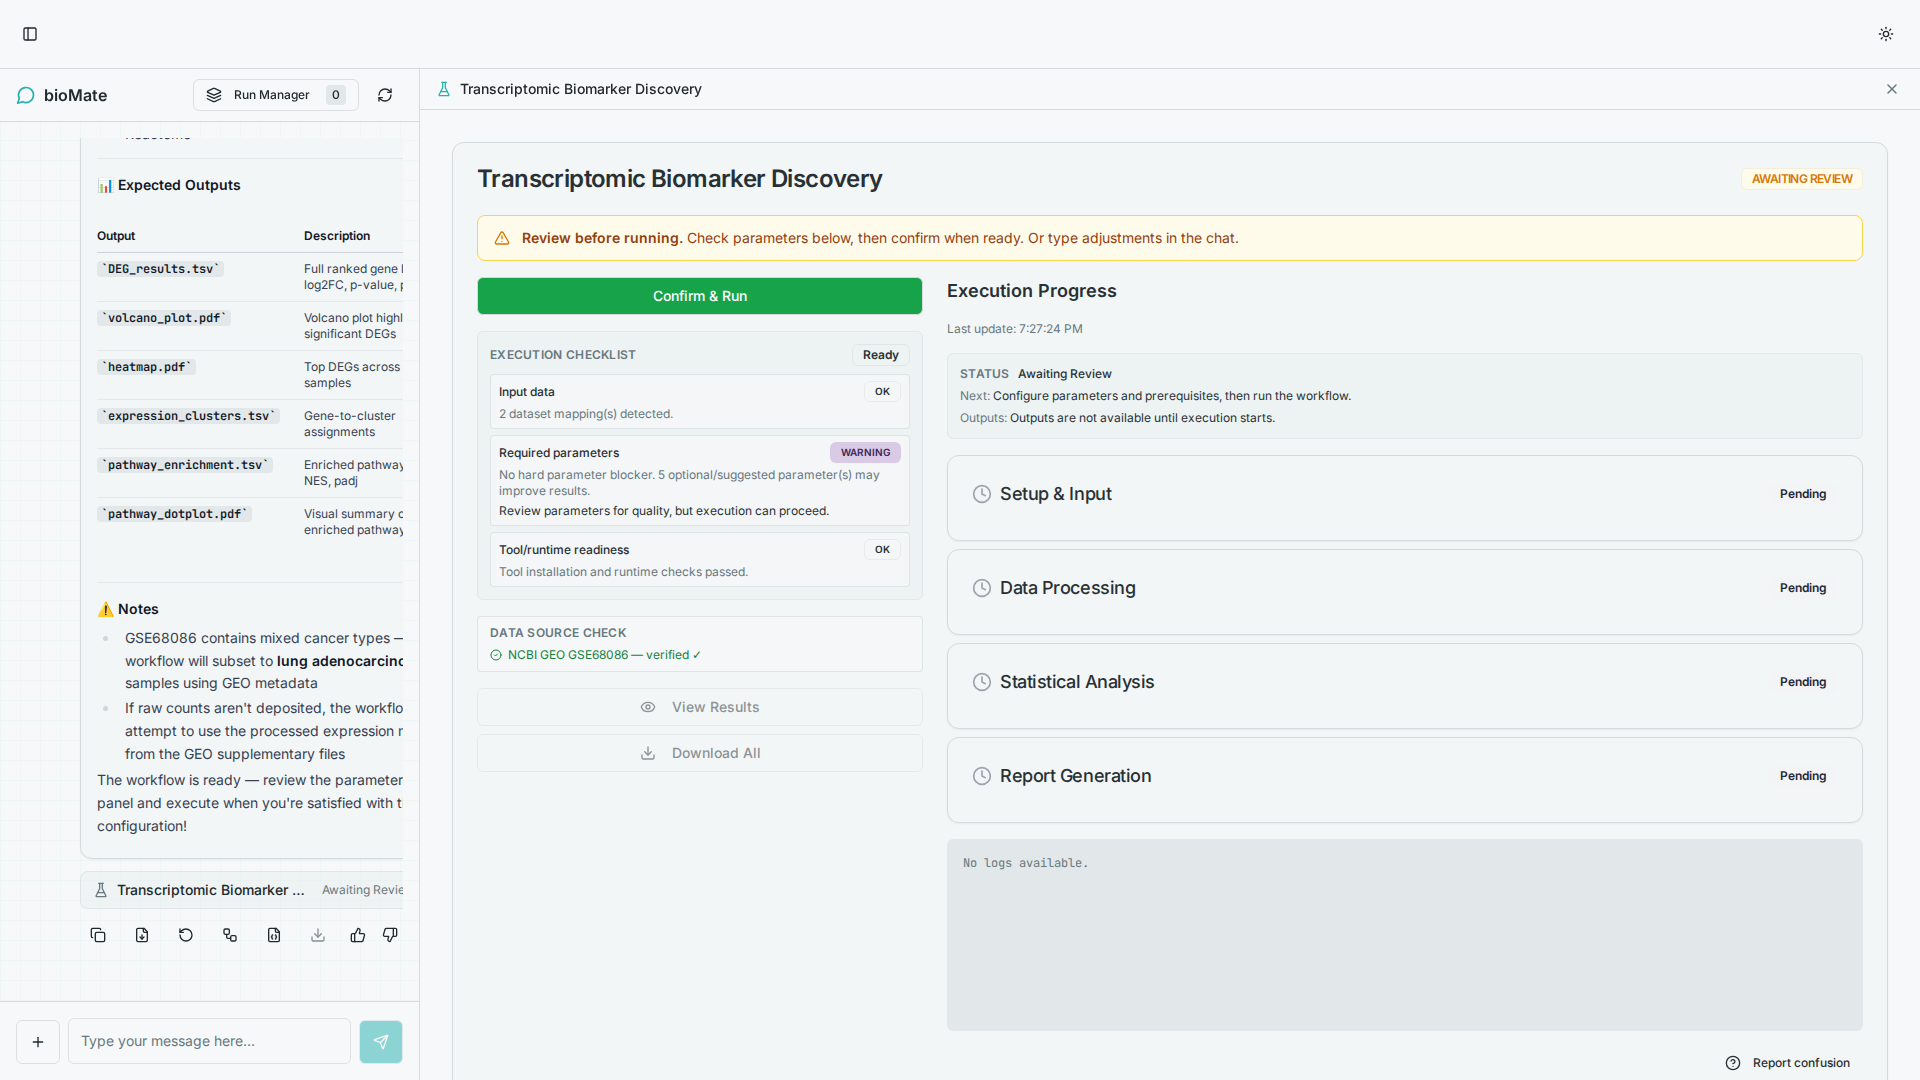 bioMate
Run Manager 0
📊 Expected Outputs
Output Description
`DEG_results.tsv` Full ranked gene
log2FC, p-value,
`volcano_plot.pdf` Volcano plot highl
significant DEGs
`heatmap.pdf` Top DEGs across
samples
`expression_clusters.tsv` Gene-to-cluster
assignments
`pathway_enrichment.tsv` Enriched pathway
NES, padj
`pathway_dotplot.pdf` Visual summary
enriched pathway
⚠️ Notes
GSE68086 contains mixed cancer types —
workflow will subset to lung adenocarcino
samples using GEO metadata
If raw counts aren't deposited, the workflo
attempt to use the processed expression
from the GEO supplementary files
The workflow is ready — review the parameter
panel and execute when you're satisfied with
configuration!
Transcriptomic Biomarker ... Awaiting Revie
Type your message here...
Transcriptomic Biomarker Discovery
Transcriptomic Biomarker Discovery
AWAITING REVIEW
Review before running. Check parameters below, then confirm when ready. Or type adjustments in the chat.
Confirm & Run
EXECUTION CHECKLIST Ready
Input data OK
2 dataset mapping(s) detected.
Required parameters WARNING
No hard parameter blocker. 5 optional/suggested parameter(s) may
improve results.
Review parameters for quality, but execution can proceed.
Tool/runtime readiness OK
Tool installation and runtime checks passed.
DATA SOURCE CHECK
NCBI GEO GSE68086 — verified ✓
View Results
Download All
Execution Progress
Last update: 7:27:24 PM
STATUS Awaiting Review
Next: Configure parameters and prerequisites, then run the workflow.
Outputs: Outputs are not available until execution starts.
Setup & Input Pending
Data Processing Pending
Statistical Analysis Pending
Report Generation Pending
No logs available.
Report confusion